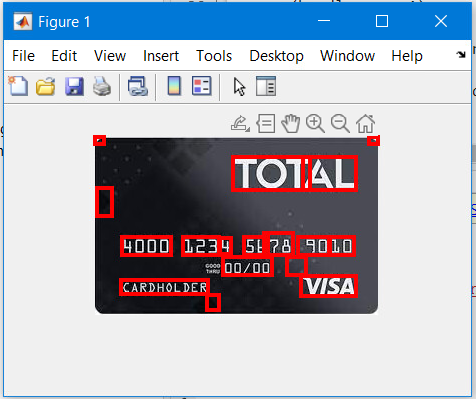 Figure 1
File Edit View Insert Tools Desktop Window Help
TOTAL
4000 1234 5678 9010
GOOD THRU 00/00
CARDHOLDER
VISA